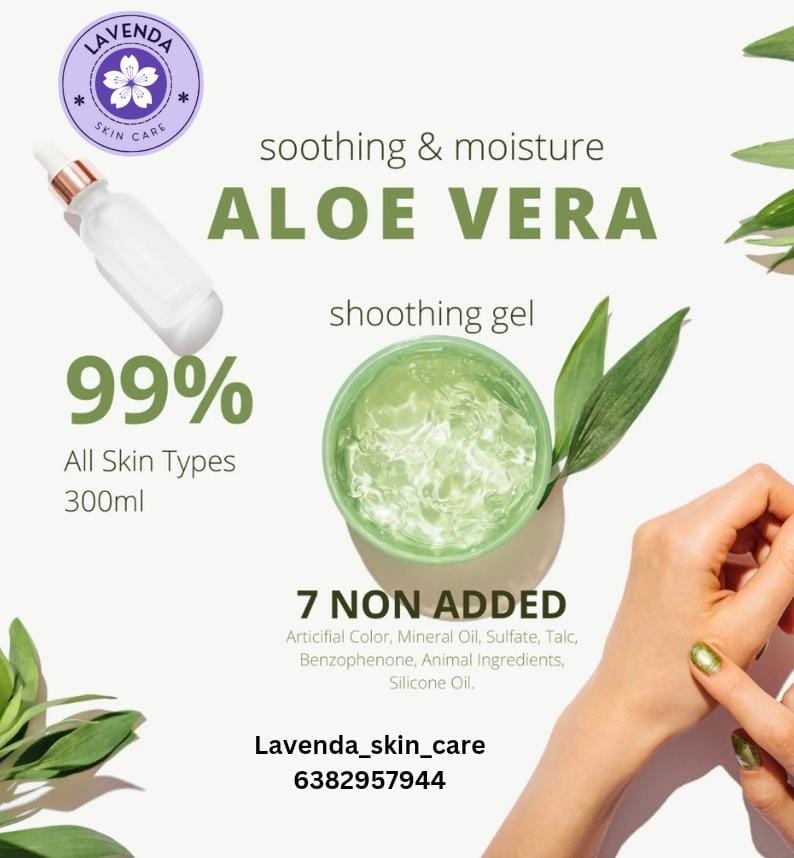 LAVENDA
SKIN CARE
soothing & moisture
ALOE VERA
shoothing gel
99%
All Skin Types
300ml
7 NON ADDED
Articifial Color, Mineral Oil, Sulfate, Talc,
Benzophenone, Animal Ingredients,
Silicone Oil.
Lavenda_skin_care
6382957944